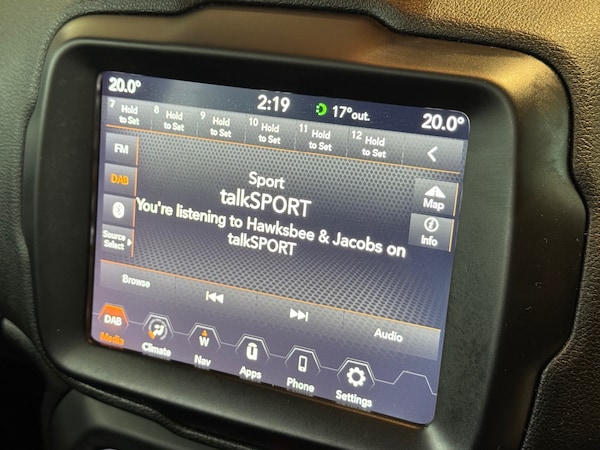 20.0°
2:19
17°out.
20.0°
7 Hold to Set
8 Hold to Set
9 Hold to Set
10 Hold to Set
11 Hold to Set
12 Hold to Set
FM
DAB
Source Select
Sport
talkSPORT
You're listening to Hawksbee & Jacobs on
talkSPORT
Map
Info
Browse
Audio
DAB
Media
Climate
W
Nav
Apps
Phone
Settings